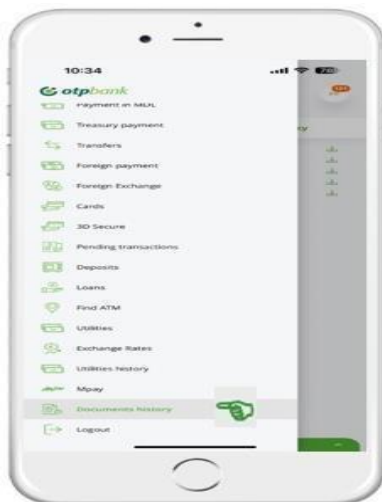 10:34
otpbank
Payment in MDL
Treasury payment
Transfers
Foreign payment
Foreign Exchange
Cards
3D Secure
Pending transactions
Deposits
Loans
Find ATM
Utilities
Exchange Rates
Utilities history
Mpay
Documents history
Logout